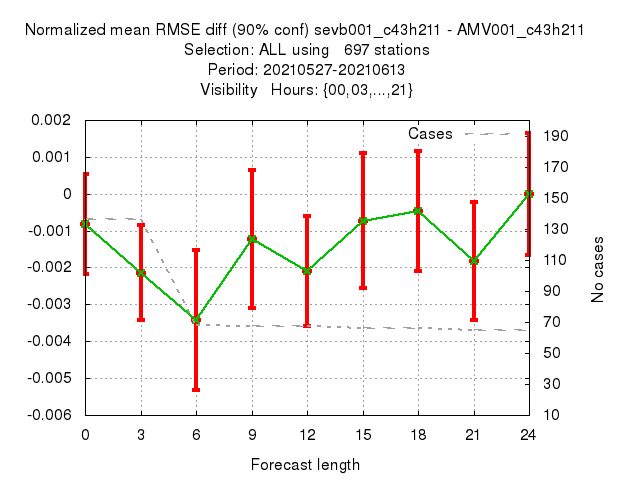 Normalized mean RMSE diff (90% conf) sevb001_c43h211 - AMV001_c43h211
Selection: ALL using   697 stations
Period: 20210527-20210613
Visibility   Hours: {00,03,...,21}
0.002
0.001
0
-0.001
-0.002
-0.003
-0.004
-0.005
-0.006
Cases
190
170
150
130
110
90
70
50
30
10
No cases
0 3 6 9 12 15 18 21 24
Forecast length